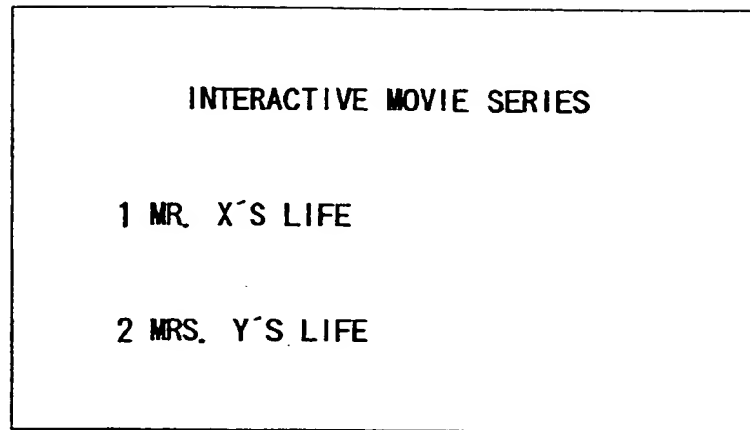 INTERACTIVE MOVIE SERIES
1 MR. X´S LIFE
2 MRS. Y´S LIFE